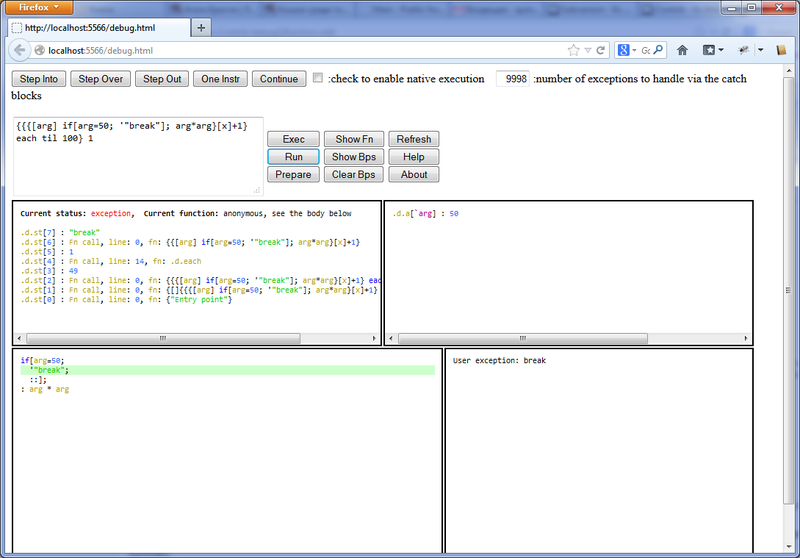 Firefox
http://localhost:5566/debug.html
localhost:5566/debug.html
Step Into Step Over Step Out One Instr Continue :check to enable native execution 9998 :number of exceptions to handle via the catch
blocks
{{{[arg] if[arg=50; '"break"]; arg*arg}[x]+1}
each til 100} 1
Exec Show Fn Refresh
Run Show Bps Help
Prepare Clear Bps About
Current status: exception, Current function: anonymous, see the body below
.d.st[7] : "break"
.d.st[6] : Fn call, line: 0, fn: {{[arg] if[arg=50; '"break"]; arg*arg}[x]+1}
.d.st[5] : 1
.d.st[4] : Fn call, line: 14, fn: .d.each
.d.st[3] : 49
.d.st[2] : Fn call, line: 0, fn: {{{[arg] if[arg=50; '"break"]; arg*arg}[x]+1} eac
.d.st[1] : Fn call, line: 0, fn: {[]{{{[arg] if[arg=50; '"break"]; arg*arg}[x]+1}
.d.st[0] : Fn call, line: 0, fn: {"Entry point"}
.d.a[`arg] : 50
if[arg=50;
'"break";
::];
: arg * arg
User exception: break